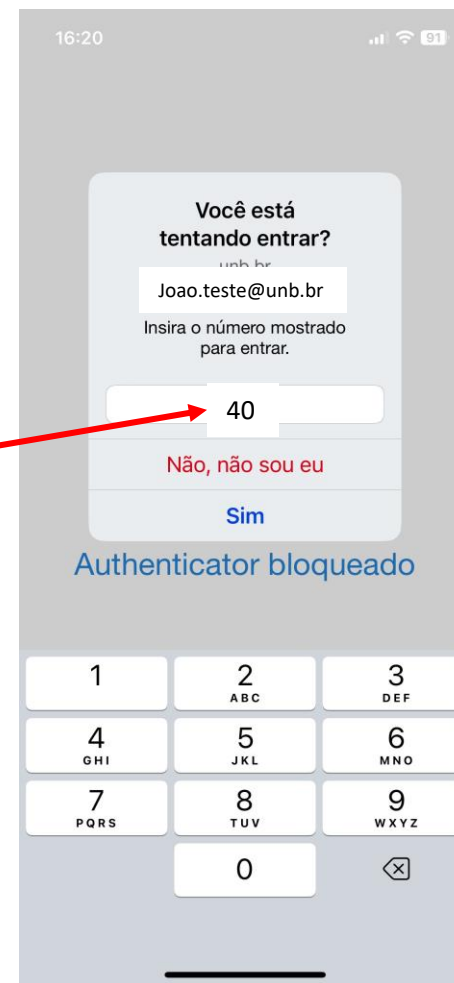 16:20
91
Você está
tentando entrar?
unb.br
Joao.teste@unb.br
Insira o número mostrado
para entrar.
40
Não, não sou eu
Sim
Authenticator bloqueado
1
2
ABC
3
DEF
4
GHI
5
JKL
6
MNO
7
PQRS
8
TUV
9
WXYZ
0